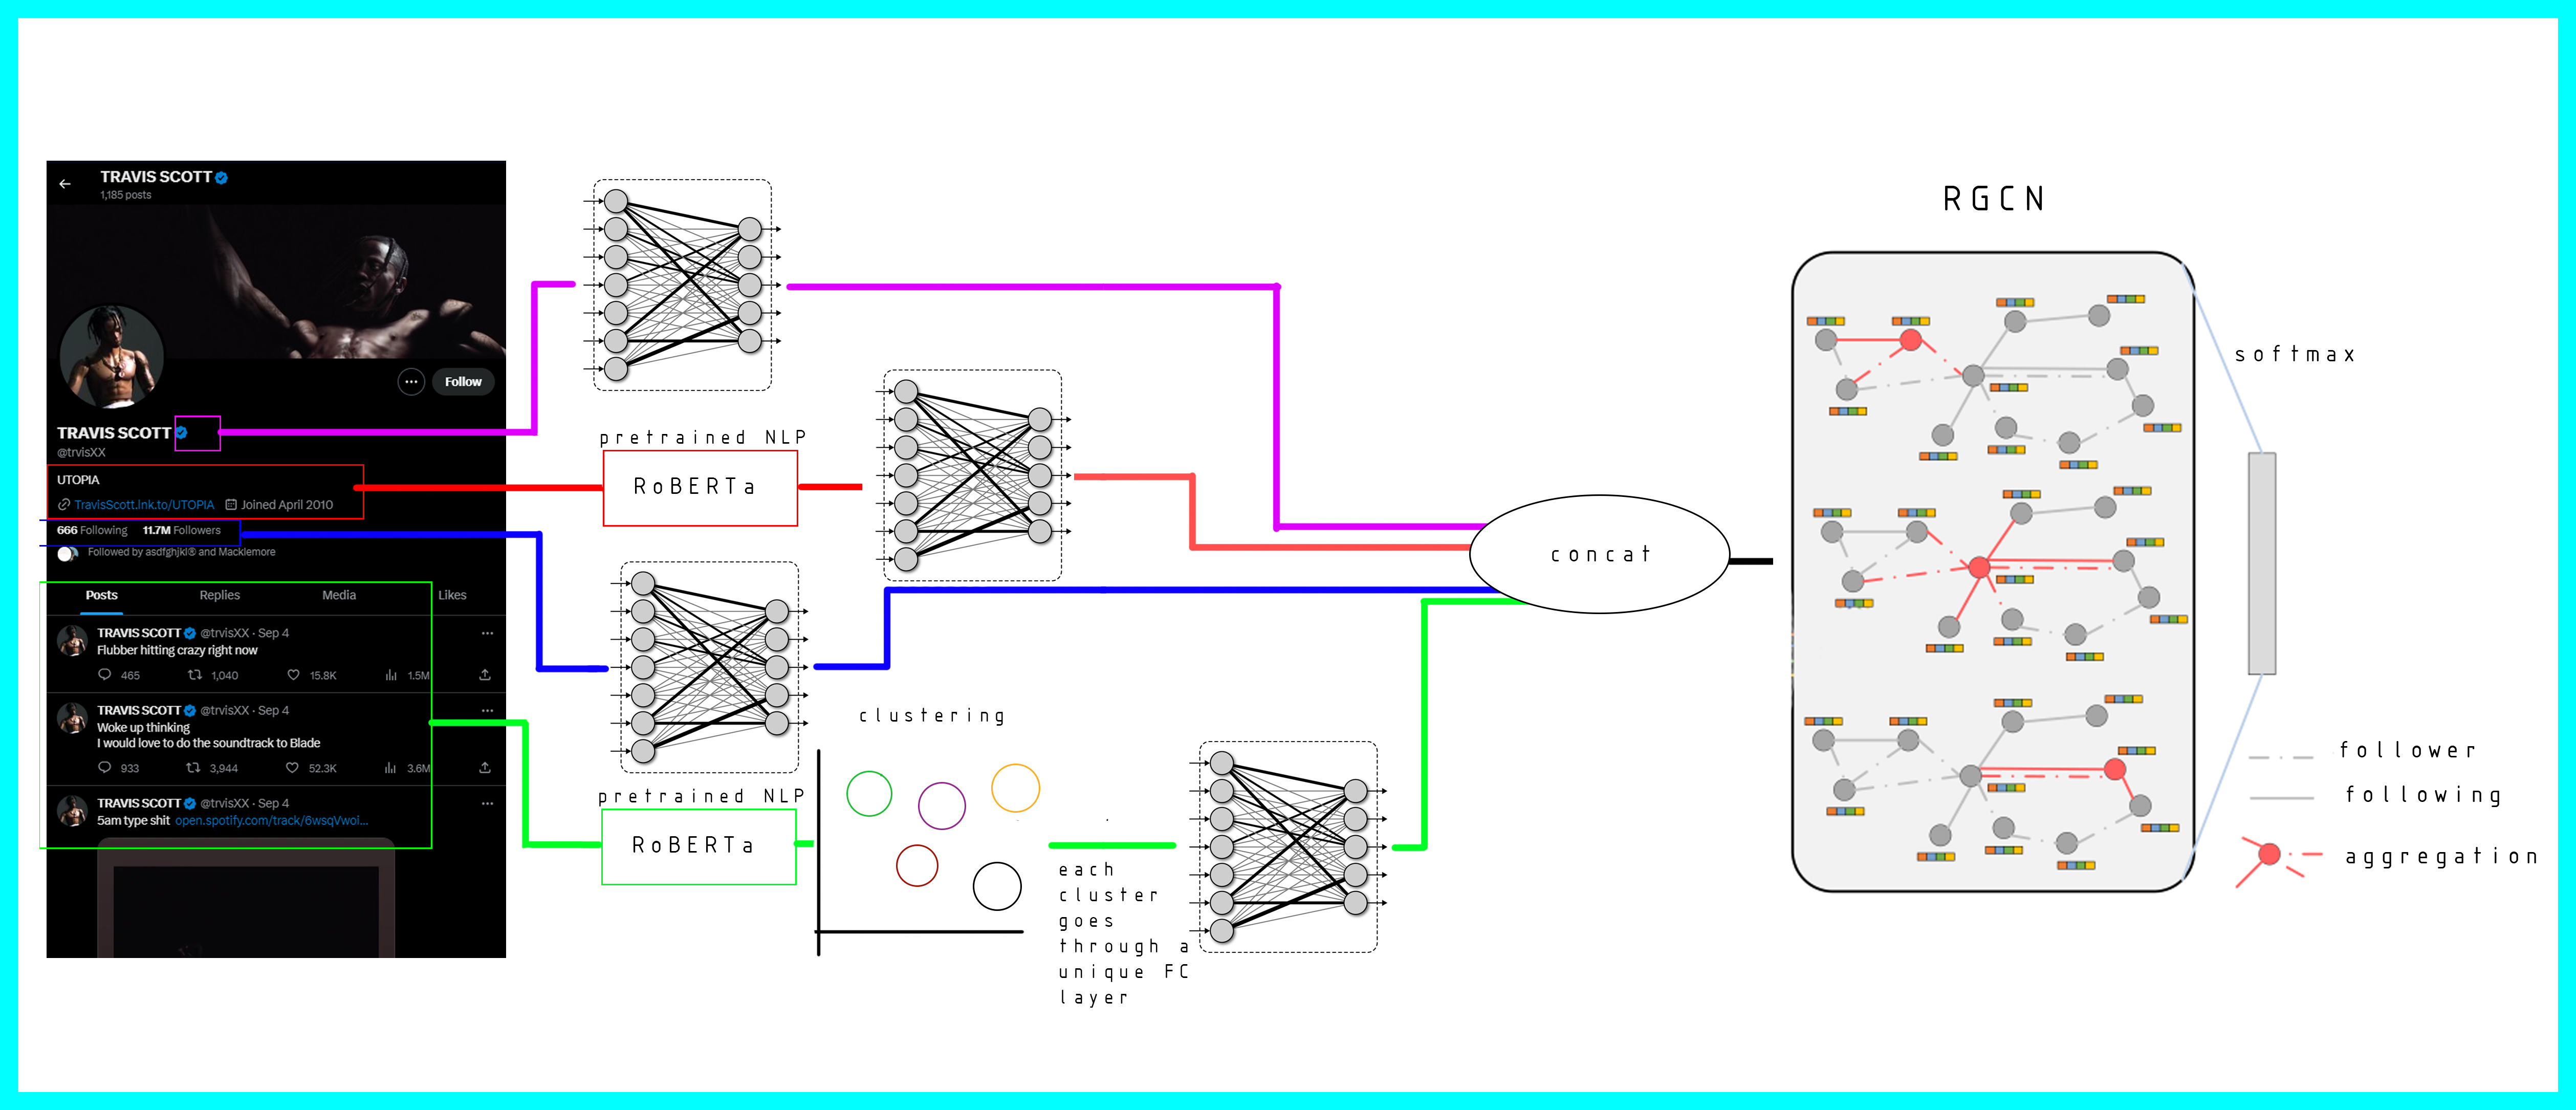 TRAVIS SCOTT
1,185 posts
Follow
TRAVIS SCOTT
@trvisXX
UTOPIA
TravisScott.lnk.to/UTOPIA Joined April 2010
666 Following 11.7M Followers
Followed by asdfghjkl® and Macklemore
Posts Replies Media Likes
TRAVIS SCOTT @trvisXX · Sep 4
Flubber hitting crazy right now
465 1,040 15.8K 1.5M
TRAVIS SCOTT @trvisXX · Sep 4
Woke up thinking
I would love to do the soundtrack to Blade
933 3,944 52.3K 3.6M
TRAVIS SCOTT @trvisXX · Sep 4
5am type shit open.spotify.com/track/6wsqVwoi...
pretrained NLP
RoBERTa
pretrained NLP
RoBERTa
clustering
each
cluster
goes
through a
unique FC
layer
concat
RGCN
softmax
follower
following
aggregation